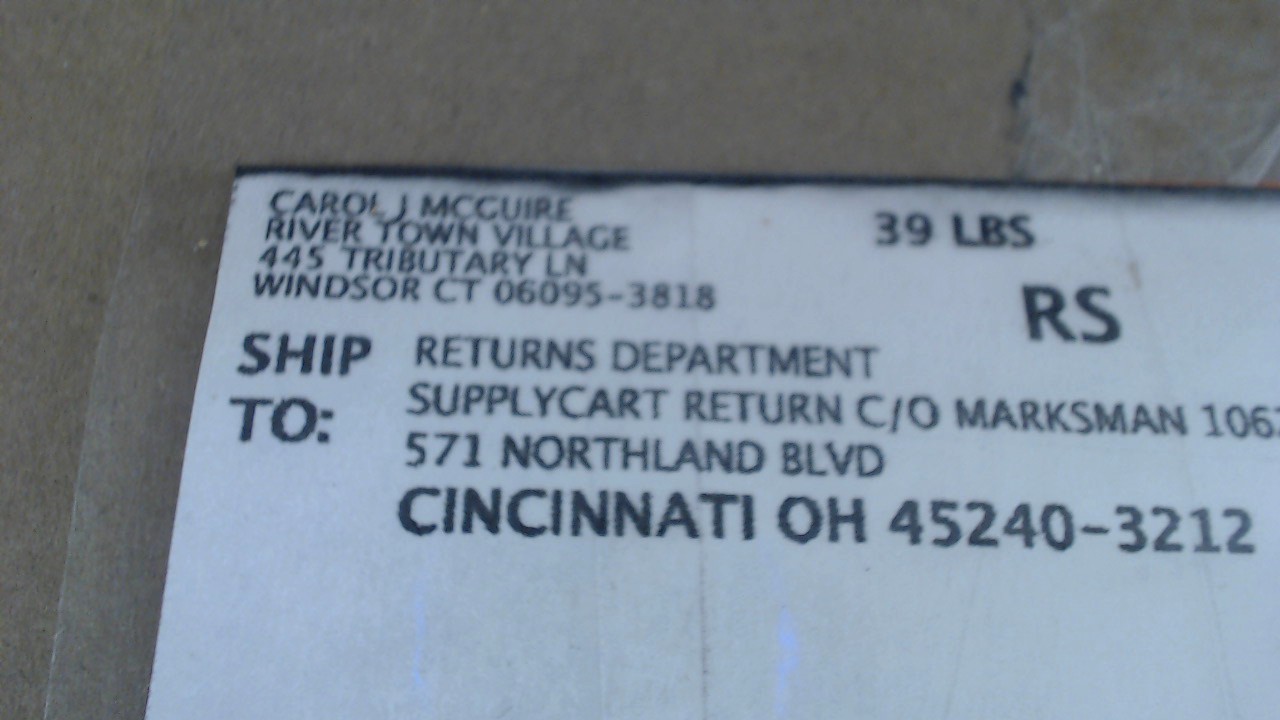 CAROL J MCGUIRE
RIVER TOWN VILLAGE
445 TRIBUTARY LN
WINDSOR CT 06095-3818
39 LBS
RS
SHIP TO:
RETURNS DEPARTMENT
SUPPLYCART RETURN C/O MARKSMAN
571 NORTHLAND BLVD
CINCINNATI OH 45240-3212